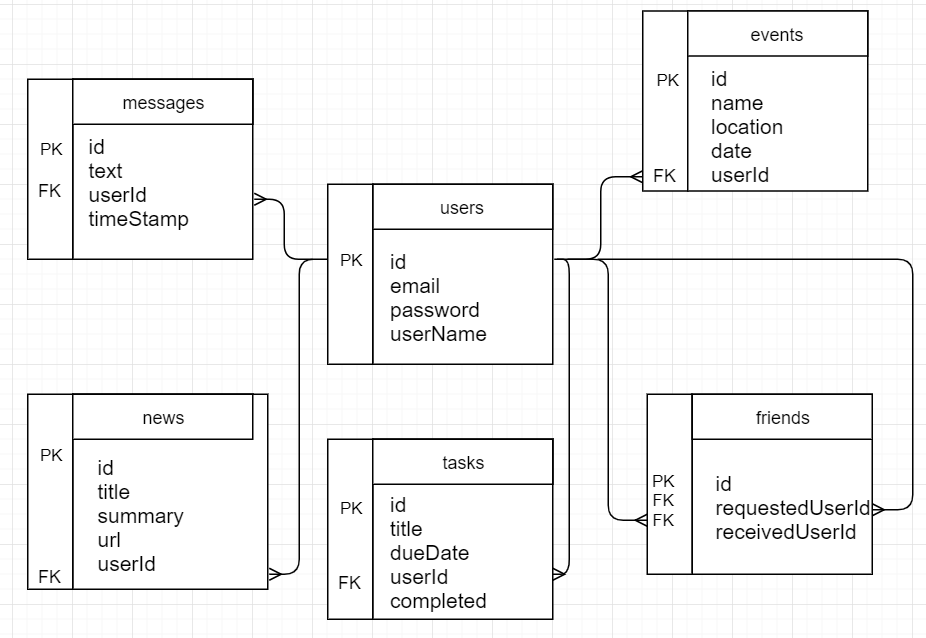 events
PK id
name
location
date
FK userId
messages
PK id
text
FK userId
timeStamp
users
PK id
email
password
userName
news
PK
id
title
summary
url
userId
FK
tasks
PK id
title
dueDate
FK userId
completed
friends
PK id
FK requestedUserId
FK receivedUserId